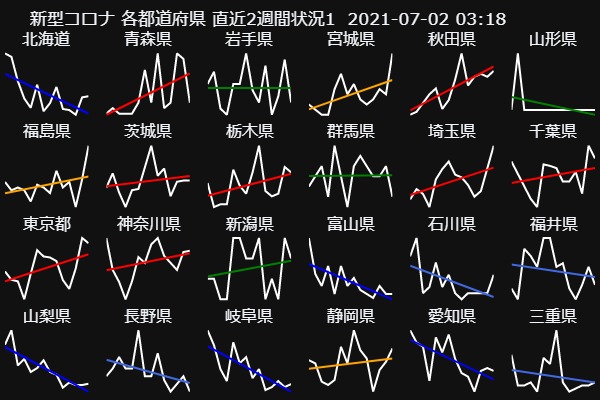 新型コロナ 各都道府県 直近2週間状況1 2021-07-02 03:18
北海道 青森県 岩手県 宮城県 秋田県 山形県
福島県 茨城県 栃木県 群馬県 埼玉県 千葉県
東京都 神奈川県 新潟県 富山県 石川県 福井県
山梨県 長野県 岐阜県 静岡県 愛知県 三重県